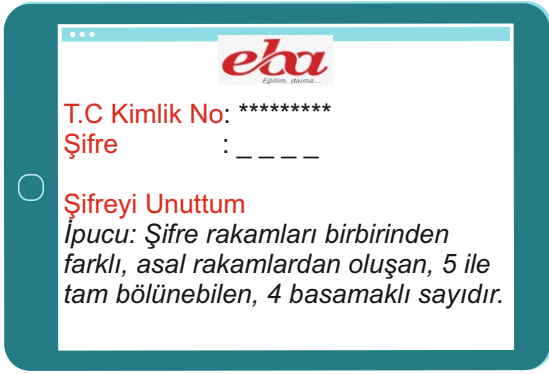 eba
Eğitim, daima...
T.C Kimlik No: *********
Şifre : _ _ _ _
Şifreyi Unuttum
İpucu: Şifre rakamları birbirinden
farklı, asal rakamlardan oluşan, 5 ile
tam bölünebilen, 4 basamaklı sayıdır.